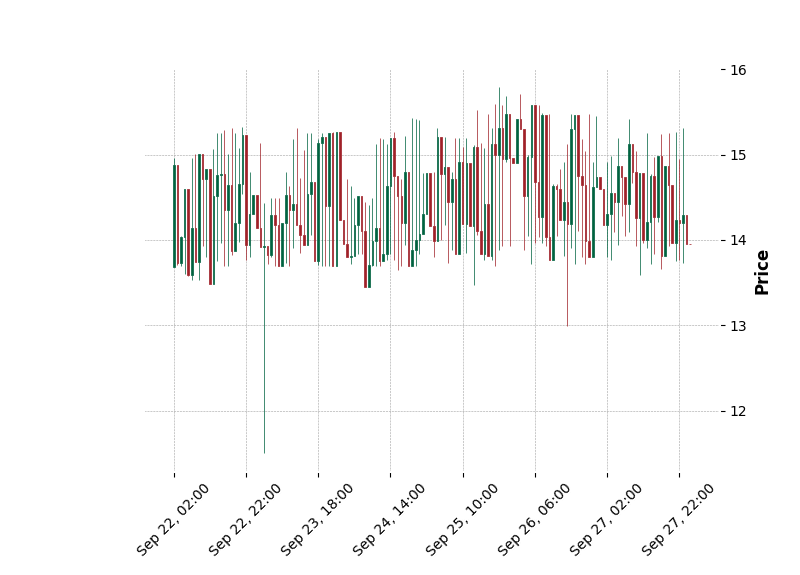 16
15
14
13
12
Price
Sep 22, 02:00
Sep 22, 22:00
Sep 23, 18:00
Sep 24, 14:00
Sep 25, 10:00
Sep 26, 06:00
Sep 27, 02:00
Sep 27, 22:00